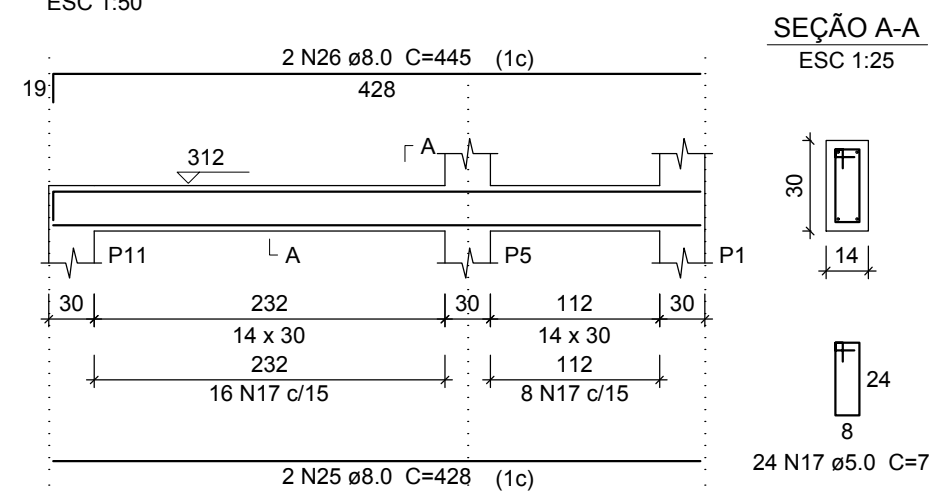 ESC 1:50
SEÇÃO A-A
ESC 1:25
2 N26 ø8.0 C=445 (1c)
19
428
A
312
30
14
P11
A
P5
P1
30 232 30 112 30
14 x 30 14 x 30
232 112
16 N17 c/15 8 N17 c/15
24
8
24 N17 ø5.0 C=7
2 N25 ø8.0 C=428 (1c)